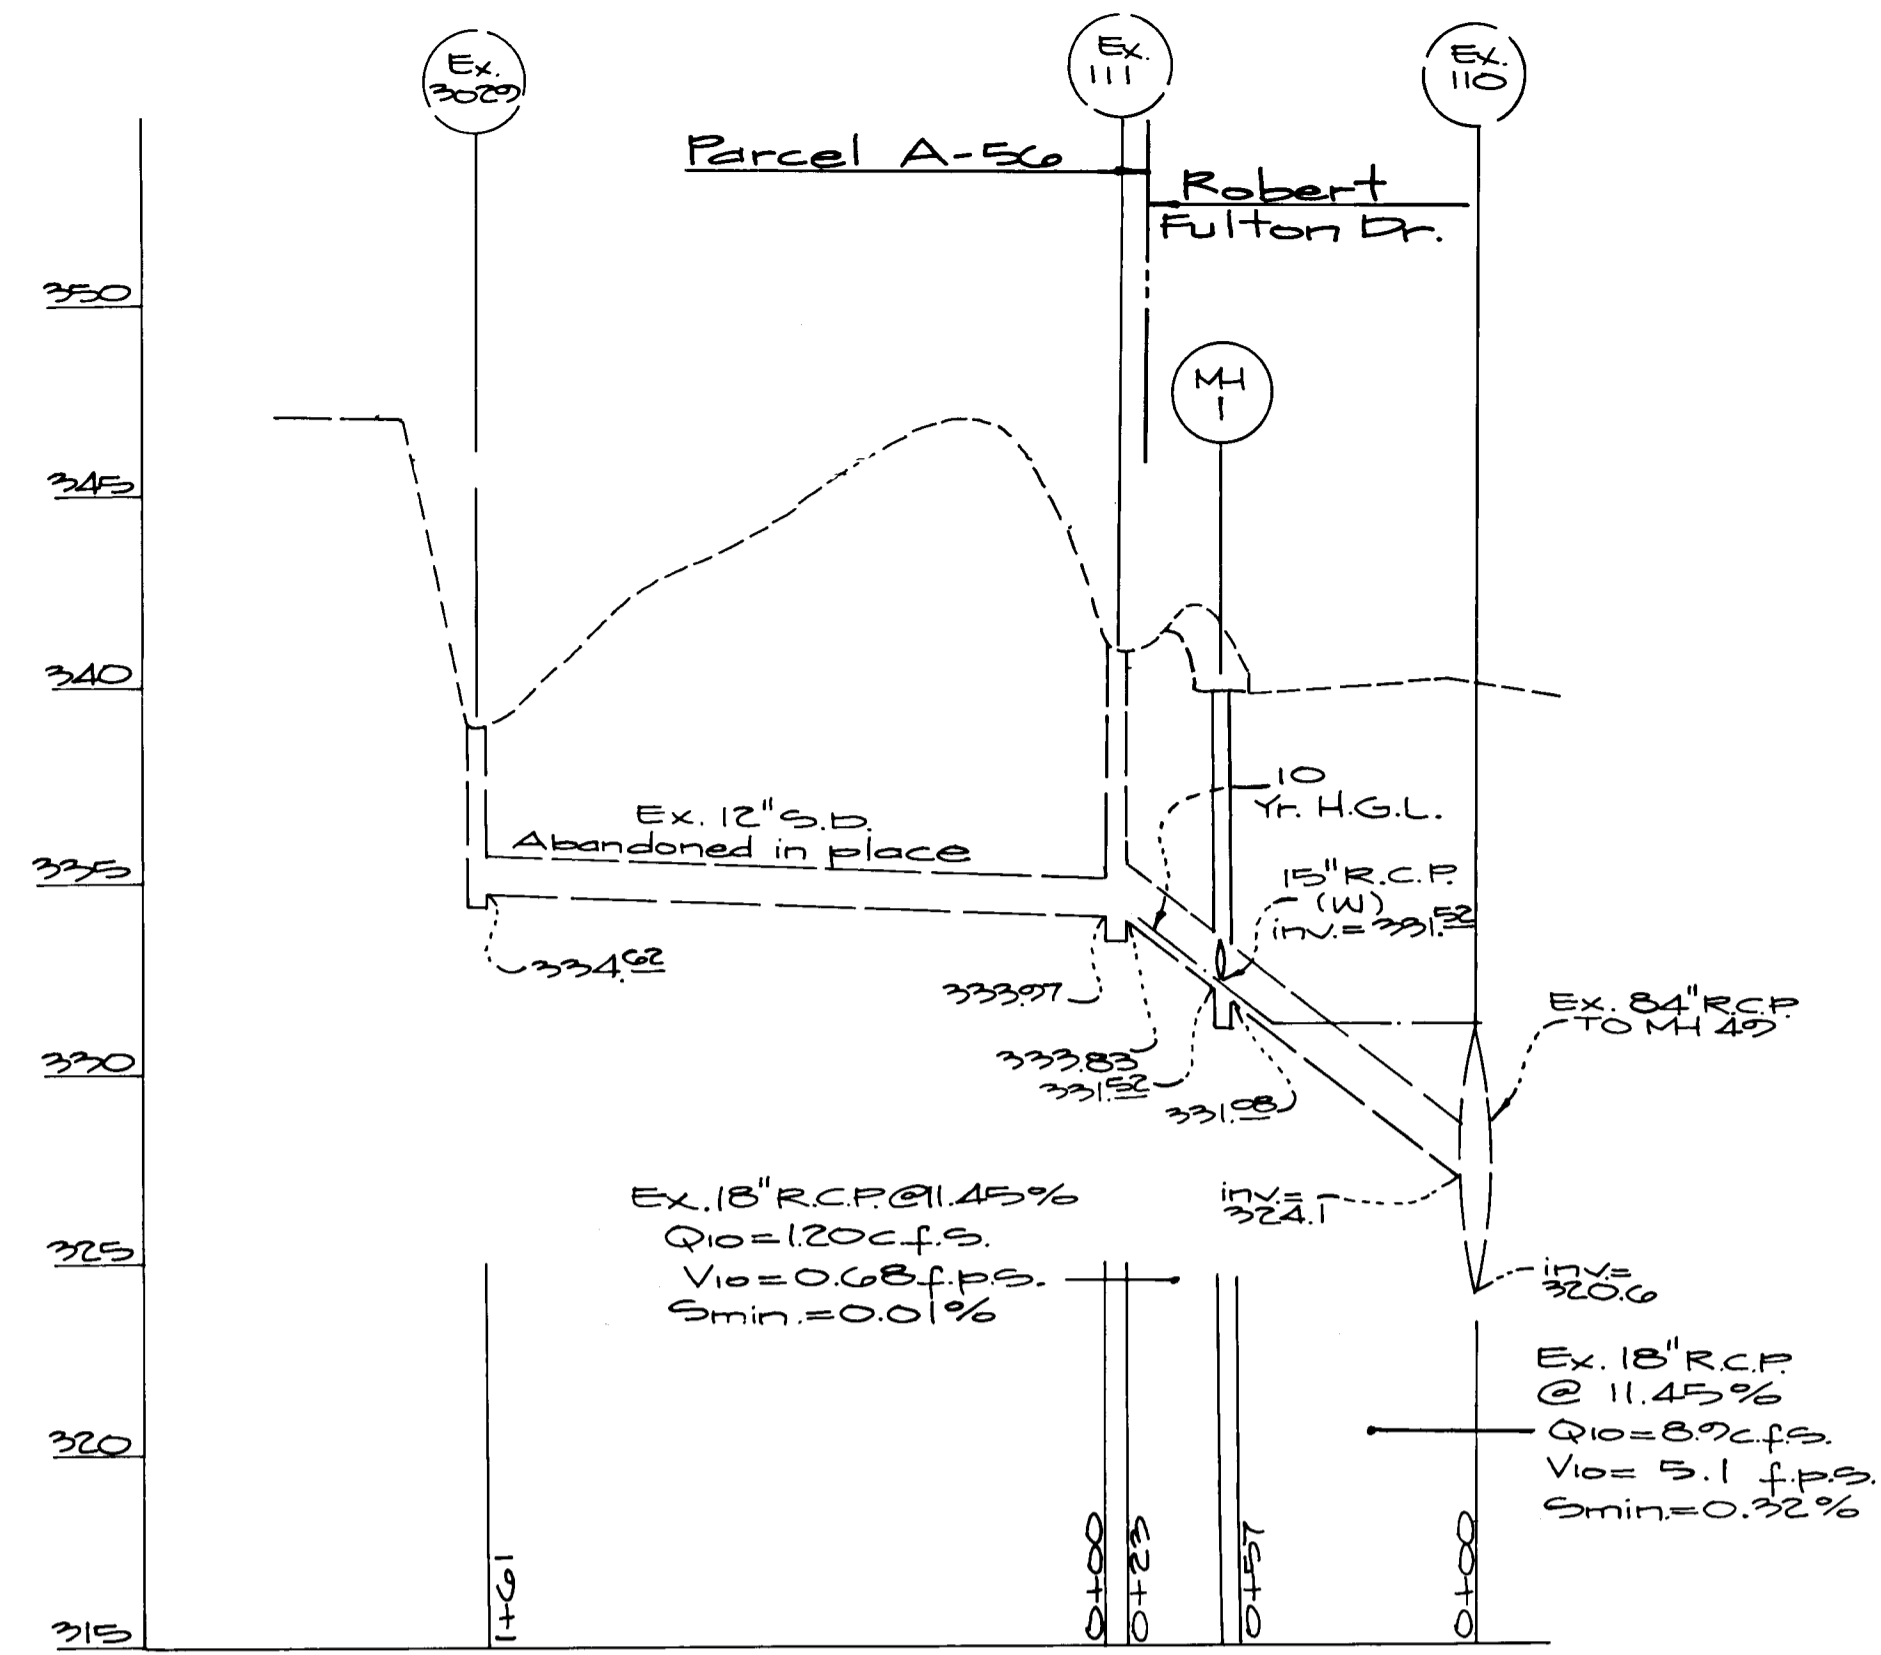 Ex.
3029
Ex.
111
Ex.
110
Parcel A-56
Robert
Fulton Dr.
350
MH
1
345
340
10
Yr. H.G.L.
Ex. 12" S.D.
Abandoned in place
335
15" R.C.P.
(W)
inv.= 331.52
334.62
333.97
Ex. 84" R.C.P.
TO MH 49
330
333.83
331.52
331.08
Ex. 18" R.C.P. @ 11.45%
Q10=1.20 c.f.s.
V10=0.68 f.p.s.
Smin.=0.01%
inv.=
324.1
325
inv.=
320.6
Ex. 18" R.C.P.
@ 11.45%
Q10=8.9 c.f.s.
V10= 5.1 f.p.s.
Smin.=0.32%
320
1+61
0+00
0+23
0+57
0+00
315